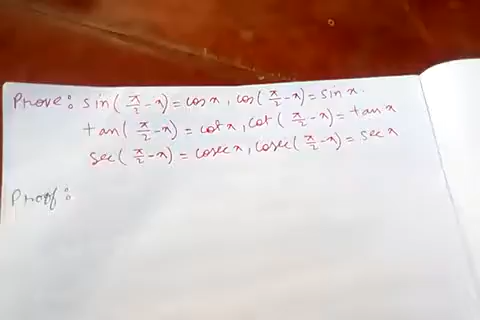 Prove: sin(π/2 - x) = cos x, cos(π/2 - x) = sin x.
tan(π/2 - x) = cot x, cot(π/2 - x) = tan x
sec(π/2 - x) = cosec x, cosec(π/2 - x) = sec x
Proof: